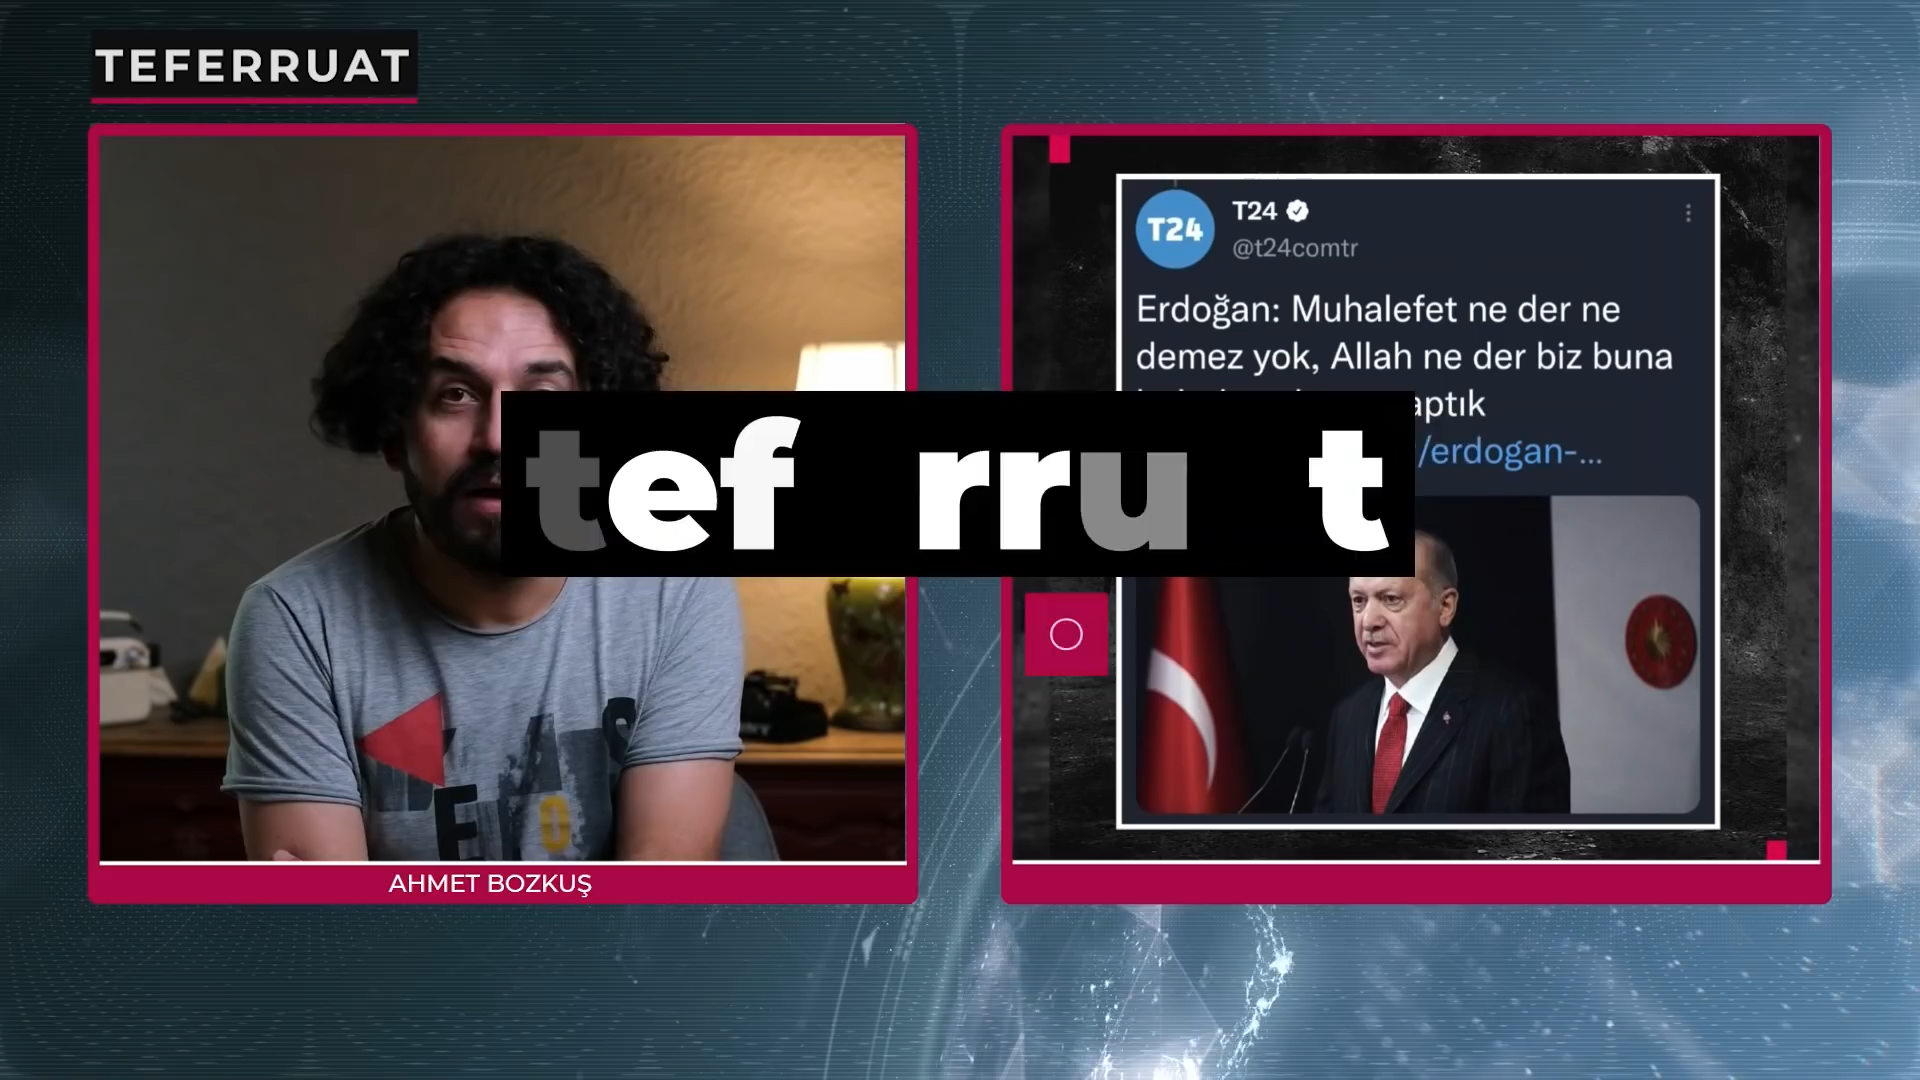 TEFERRUAT
T24
T24
@t24comtr
Erdoğan: Muhalefet ne der ne
demez yok, Allah ne der biz buna
aptık
/erdogan-...
tef rru t
AHMET BOZKUŞ